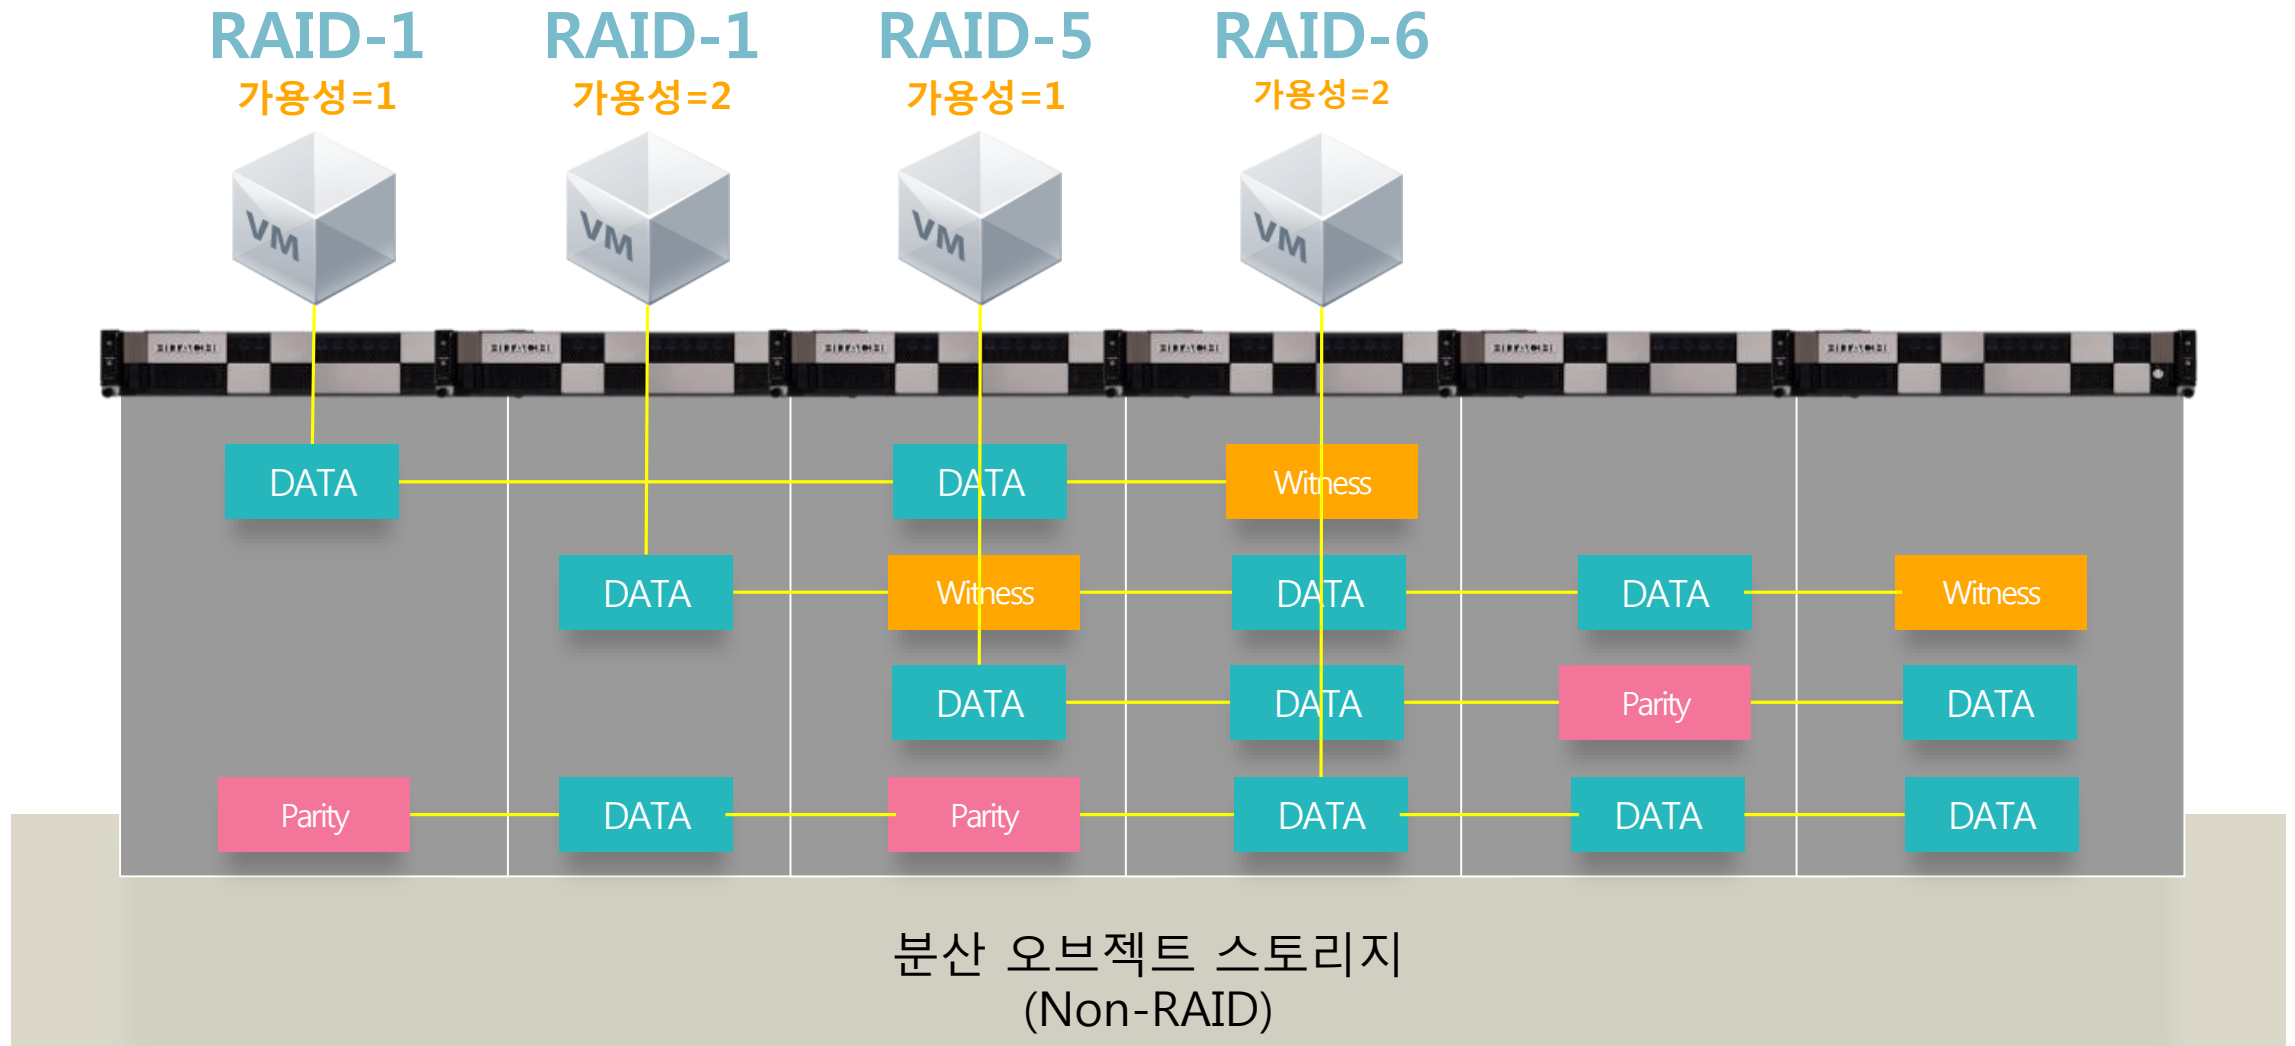 RAID-1 RAID-1 RAID-5 RAID-6
가용성=1 가용성=2 가용성=1 가용성=2
VM VM VM VM
DATA DATA Witness
DATA Witness DATA DATA Witness
DATA DATA Parity DATA
Parity DATA Parity DATA DATA DATA
분산 오브젝트 스토리지
(Non-RAID)